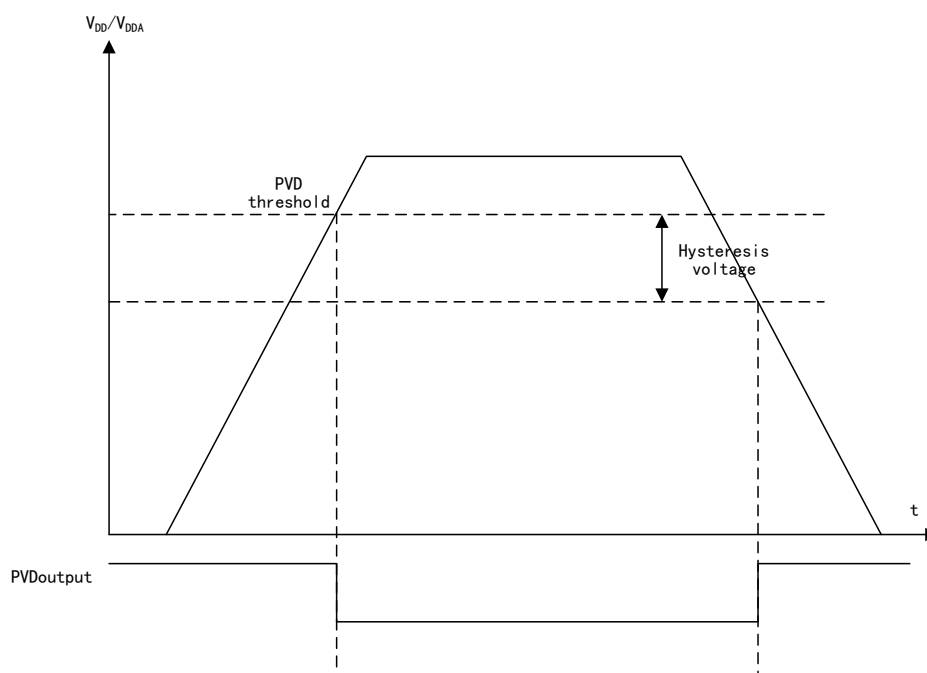 VDD/VDDA
PVD
threshold
Hysteresis
voltage
t
PVDoutput